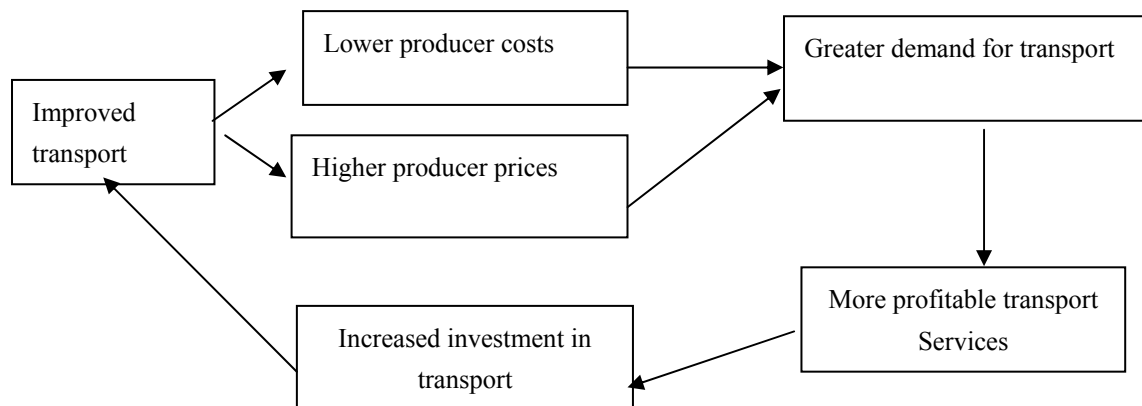 Lower producer costs
Greater demand for transport
Improved
transport
Higher producer prices
More profitable transport
Services
Increased investment in
transport